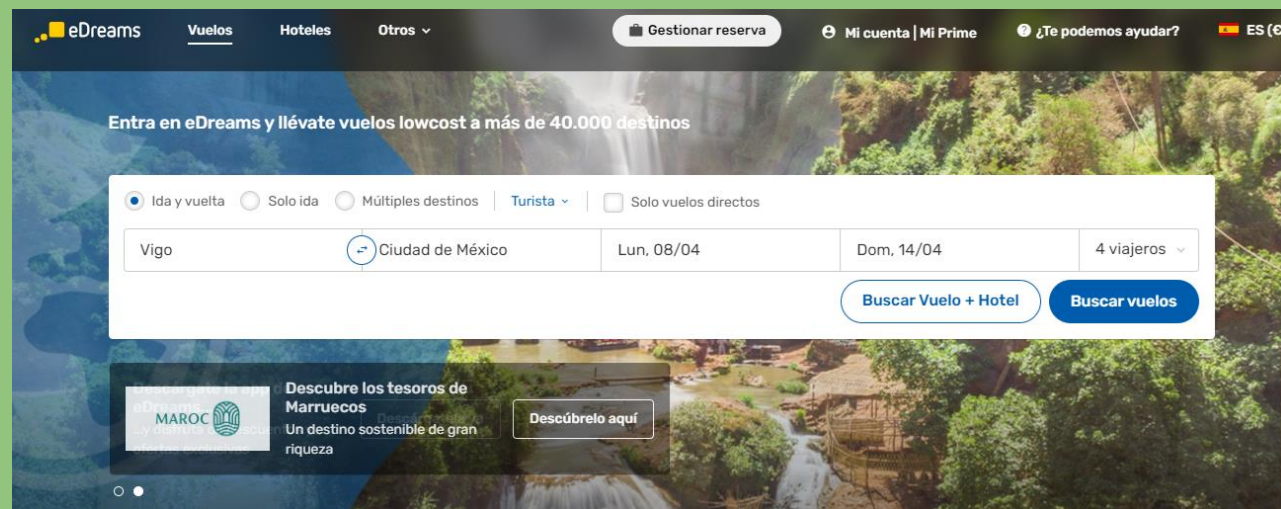 eDreams
Vuelos
Hoteles
Otros
Gestionar reserva
Mi cuenta | Mi Prime
¿Te podemos ayudar?
ES (€
Entra en eDreams y llévate vuelos lowcost a más de 40.000 destinos
Ida y vuelta
Solo ida
Múltiples destinos
Turista
Solo vuelos directos
Vigo
Ciudad de México
Lun, 08/04
Dom, 14/04
4 viajeros
Buscar Vuelo + Hotel
Buscar vuelos
MAROC
Descubre los tesoros de
Marruecos
Un destino sostenible de gran
riqueza
Descúbrelo aquí